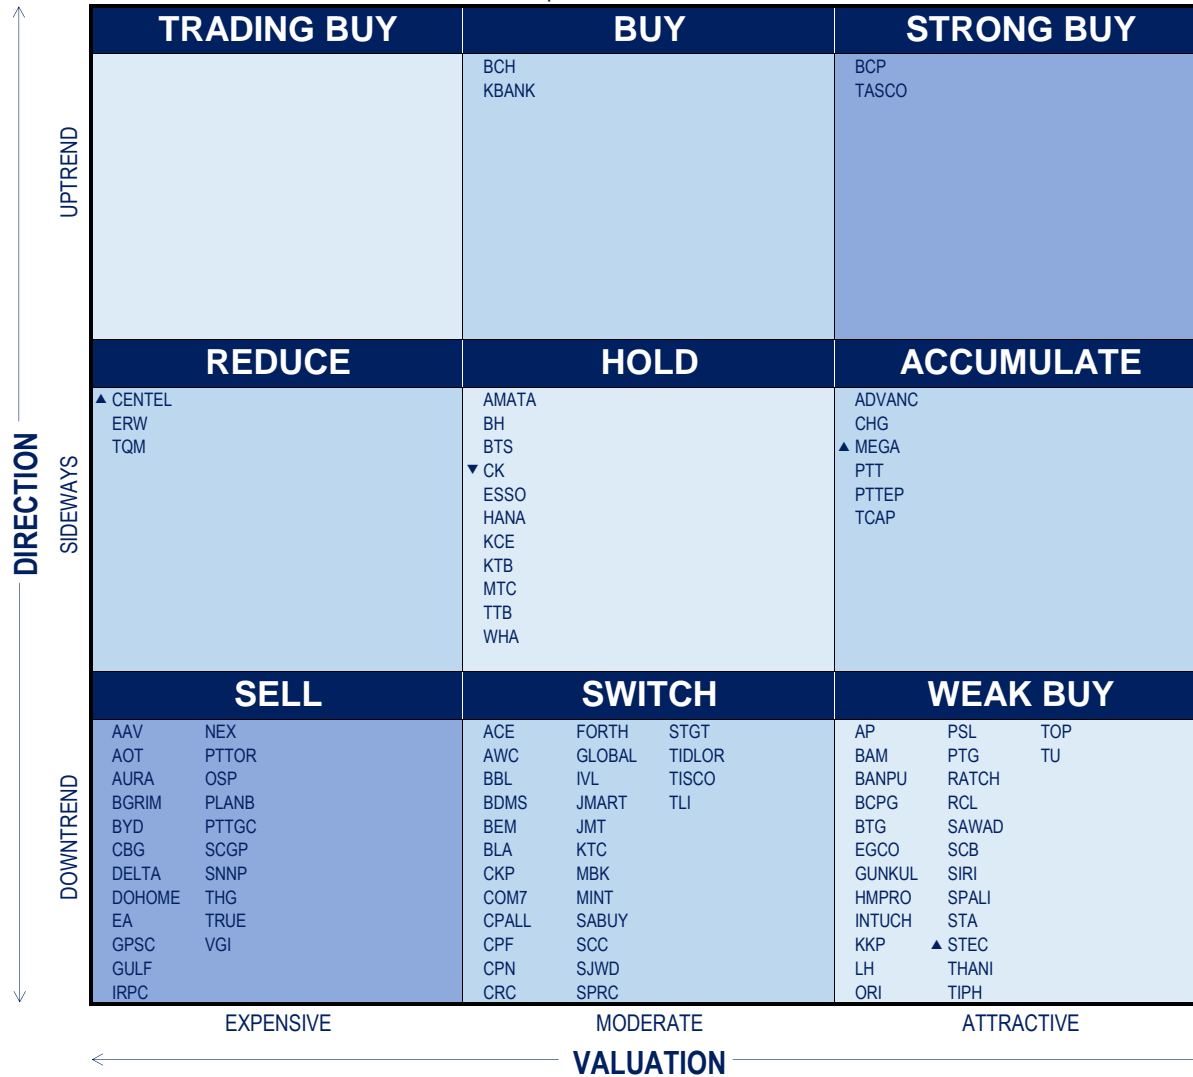 TRADING BUY
BUY
STRONG BUY
BCH
KBANK
BCP
TASCO
UPTREND
REDUCE
HOLD
ACCUMULATE
▲ CENTEL
ERW
TQM
AMATA
BH
BTS
▼ CK
ESSO
HANA
KCE
KTB
MTC
TTB
WHA
ADVANC
CHG
▲ MEGA
PTT
PTTEP
TCAP
DIRECTION
SIDEWAYS
SELL
SWITCH
WEAK BUY
AAV NEX
AOT PTTOR
AURA OSP
BGRIM PLANB
BYD PTTGC
CBG SCGP
DELTA SNNP
DOHOME THG
EA TRUE
GPSC VGI
GULF
IRPC
ACE FORTH STGT
AWC GLOBAL TIDLOR
BBL IVL TISCO
BDMS JMART TLI
BEM JMT
BLA KTC
CKP MBK
COM7 MINT
CPALL SABUY
CPF SCC
CPN SJWD
CRC SPRC
AP PSL TOP
BAM PTG TU
BANPU RATCH
BCPG RCL
BTG SAWAD
EGCO SCB
GUNKUL SIRI
HMPRO SPALI
INTUCH STA
KKP ▲ STEC
LH THANI
ORI TIPH
DOWNTREND
EXPENSIVE
MODERATE
ATTRACTIVE
VALUATION